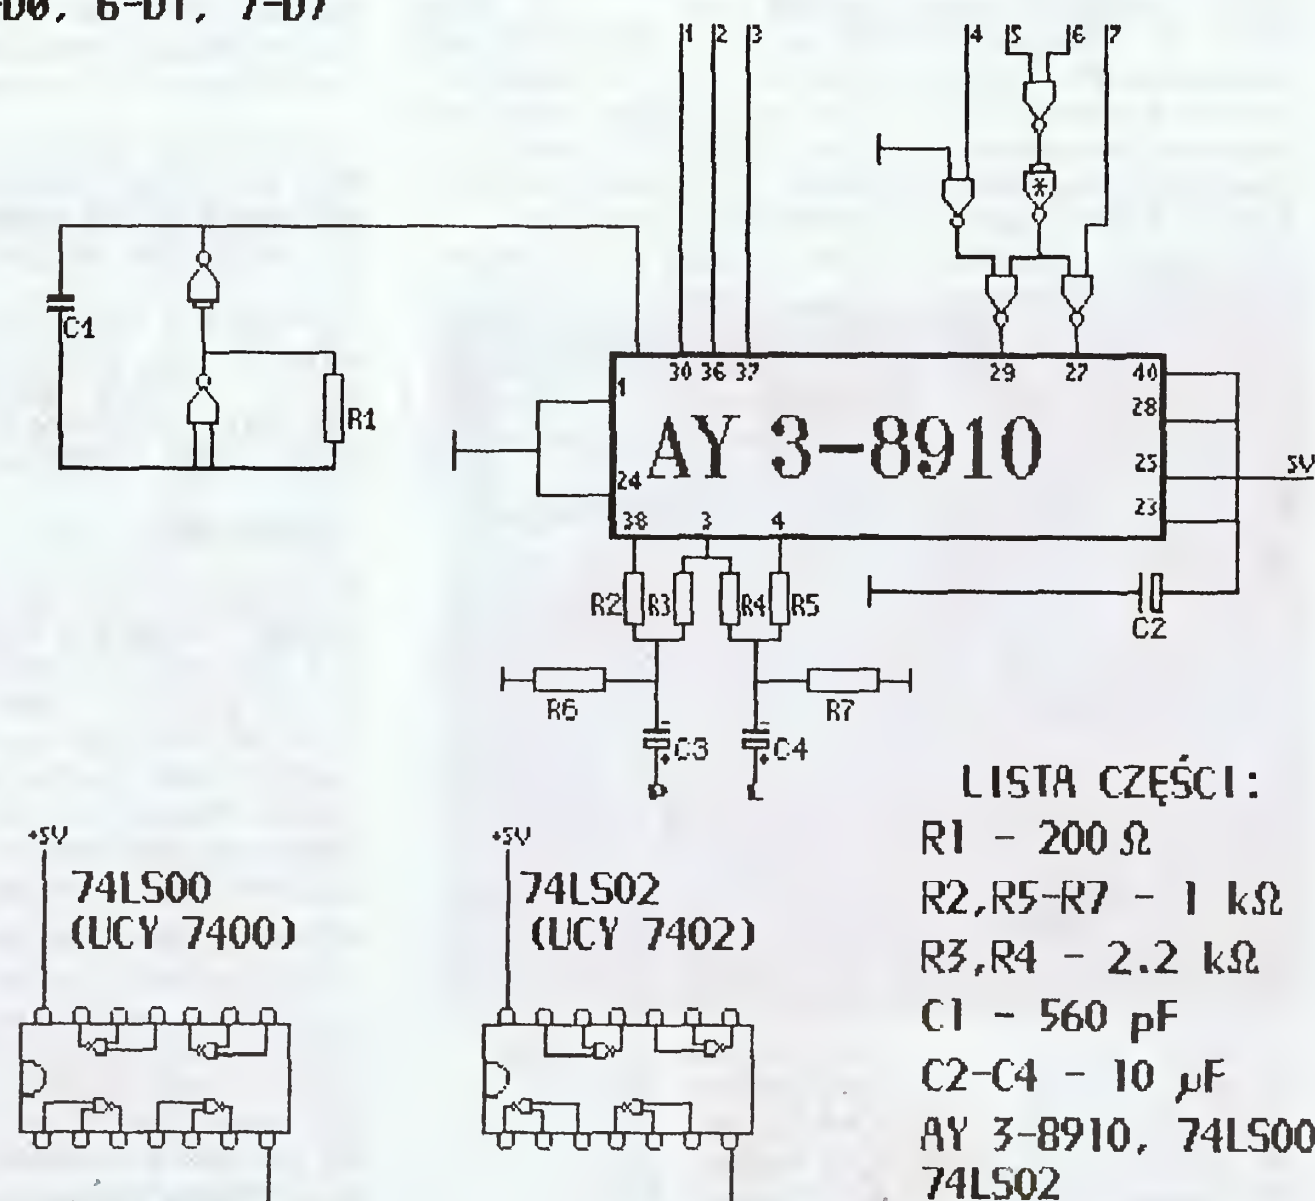 D0, 6-D1, 7-D7
1 2 3
4 5 6 7
*
C1
R1
30 36 37 29 27 40
1
28
AY 3-8910
25
5V
24
23
38 3 4
R2 R3 R4 R5
C2
R6
R7
- -
C3 C4
+ +
P L
LISTA CZĘŚCI:
R1 - 200 Ω
R2,R5-R7 - 1 kΩ
R3,R4 - 2.2 kΩ
C1 - 560 pF
C2-C4 - 10 µF
AY 3-8910, 74LS00
74LS02
+5V
74LS00
(UCY 7400)
+5V
74LS02
(UCY 7402)